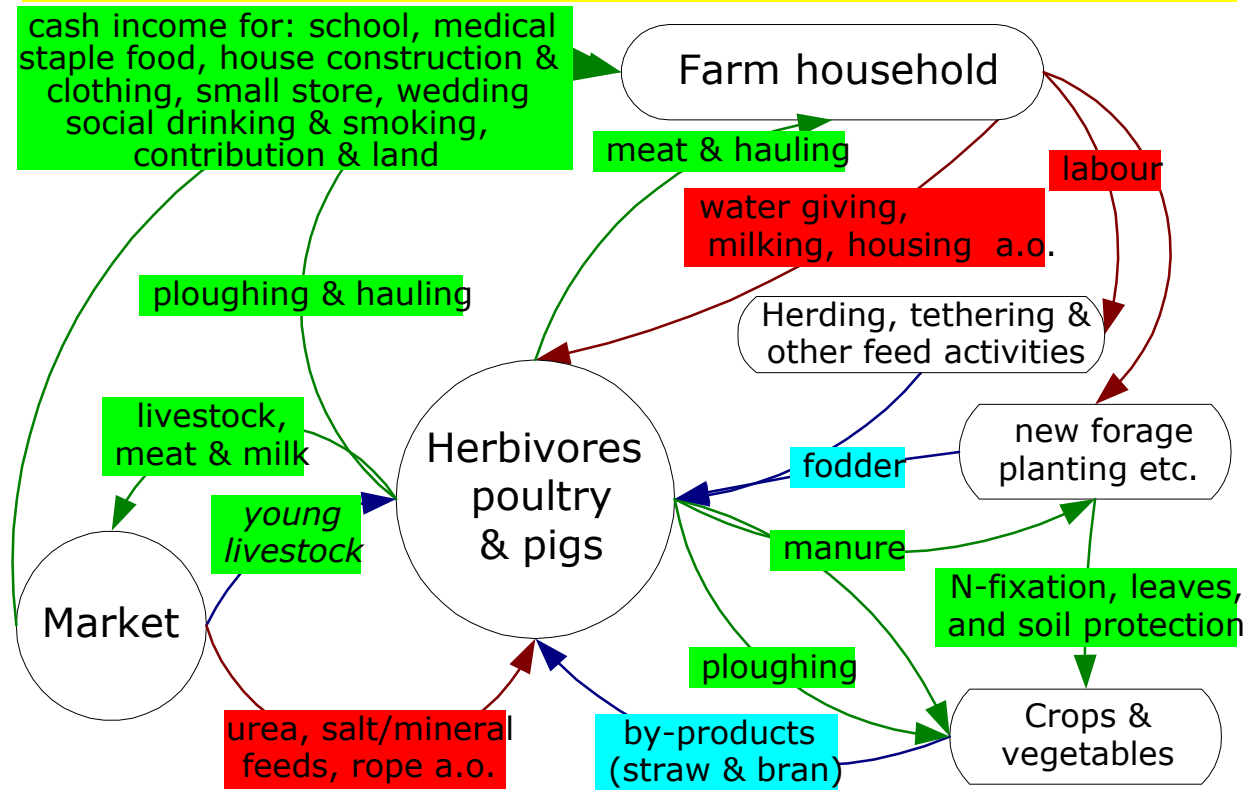 cash income for: school, medical
staple food, house construction &
clothing, small store, wedding
social drinking & smoking,
contribution & land
Farm household
meat & hauling
labour
water giving,
milking, housing a.o.
ploughing & hauling
Herding, tethering &
other feed activities
livestock,
meat & milk
Herbivores
poultry
& pigs
new forage
planting etc.
fodder
young
livestock
manure
N-fixation, leaves,
and soil protection
Market
ploughing
urea, salt/mineral
feeds, rope a.o.
by-products
(straw & bran)
Crops &
vegetables